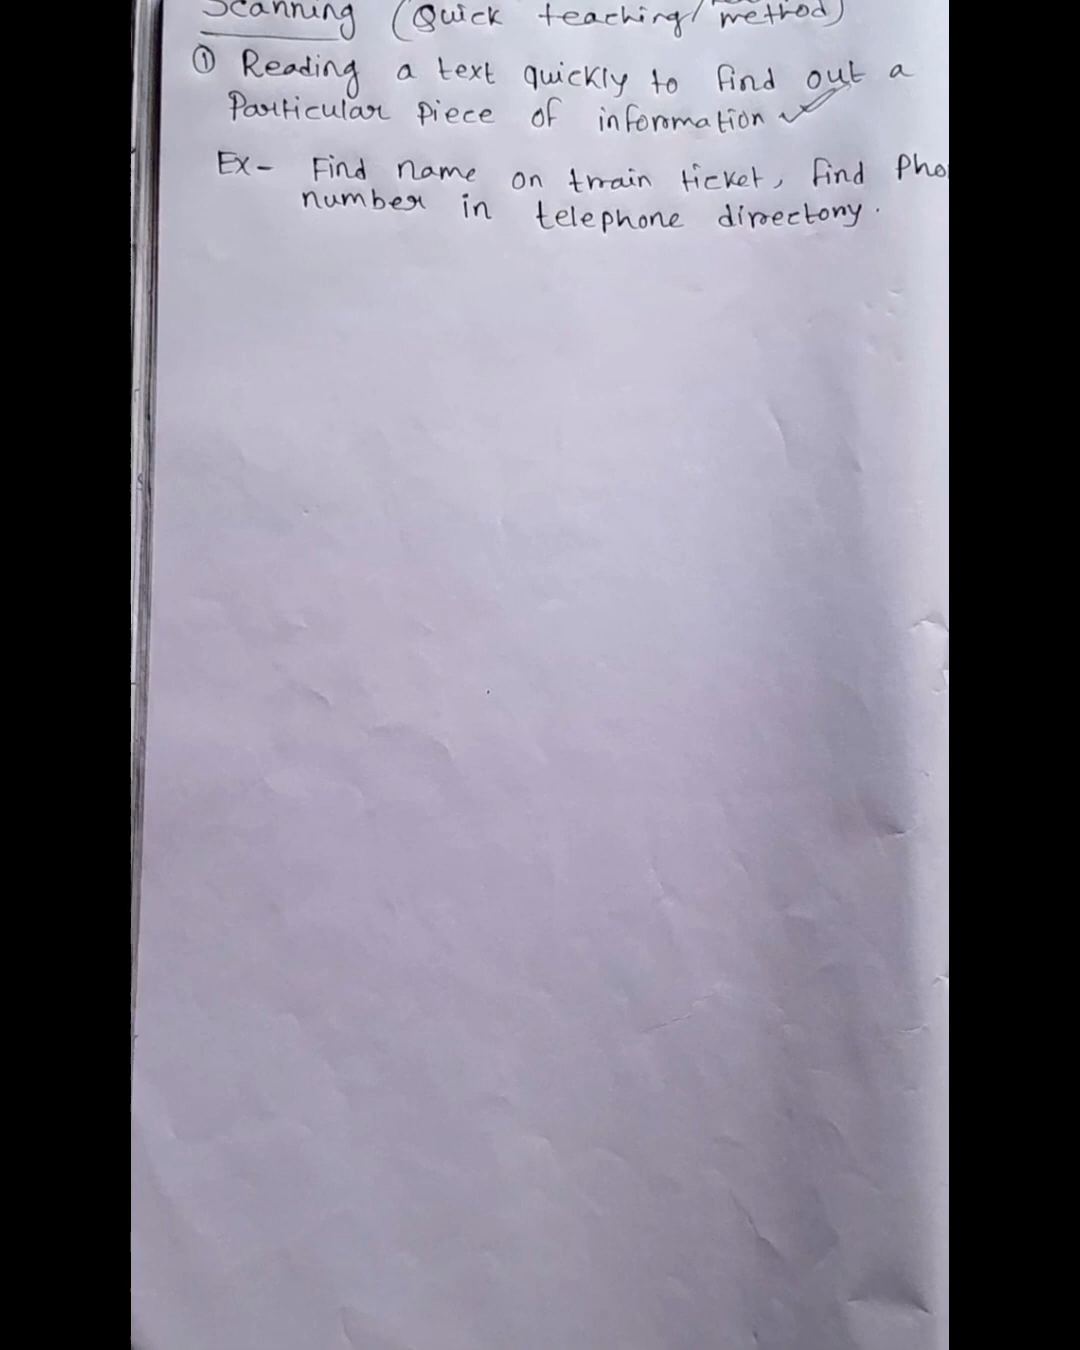 Scanning (Quick teaching/method)
① Reading a text quickly to find out a
Particular Piece of information ✓
Ex- Find name on train ticket, find Pho
number in telephone directory.